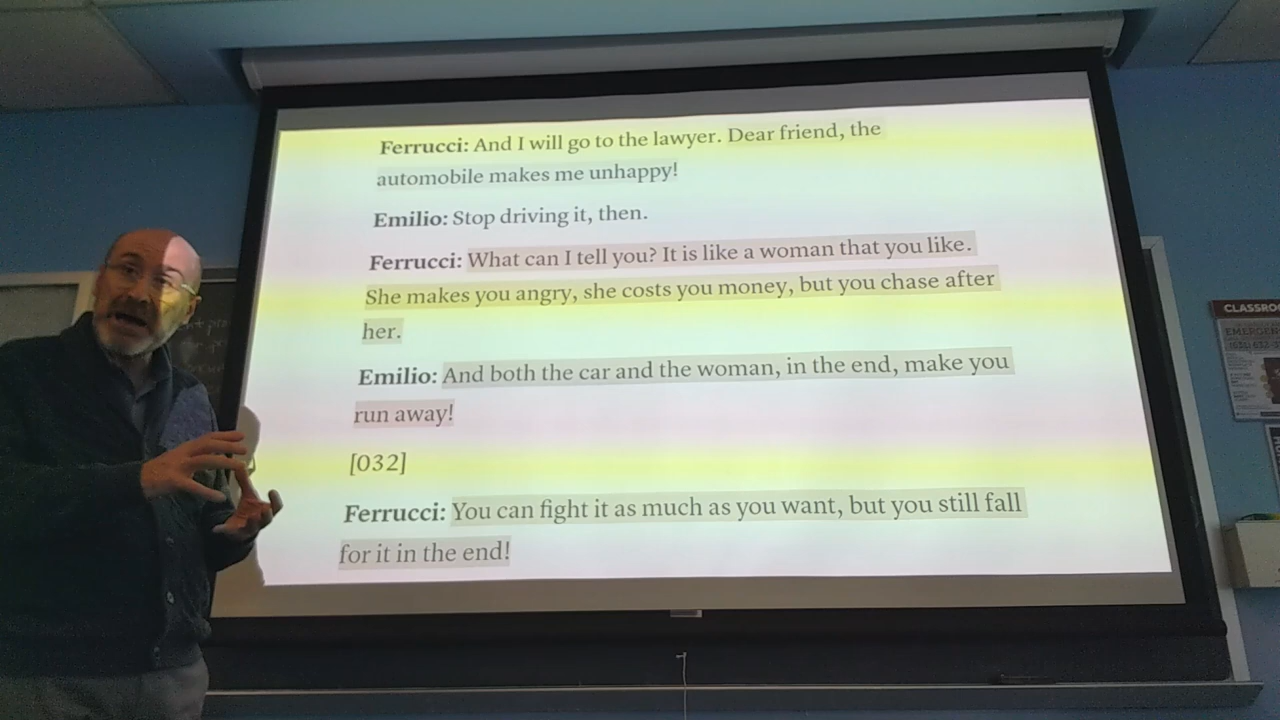 Ferrucci: And I will go to the lawyer. Dear friend, the
automobile makes me unhappy!
Emilio: Stop driving it, then.
Ferrucci: What can I tell you? It is like a woman that you like.
She makes you angry, she costs you money, but you chase after
her.
Emilio: And both the car and the woman, in the end, make you
run away!
[032]
Ferrucci: You can fight it as much as you want, but you still fall
for it in the end!
CLASSRO
EMERGEN